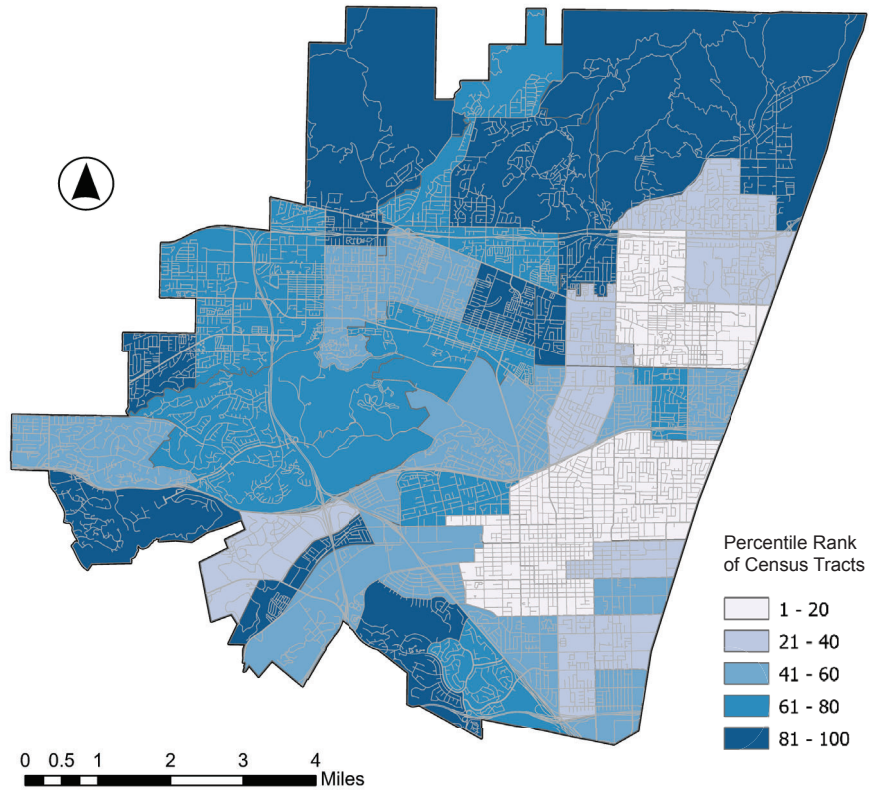 Percentile Rank
of Census Tracts
1 - 20
21 - 40
41 - 60
61 - 80
81 - 100
0 0.5 1 2 3 4
Miles